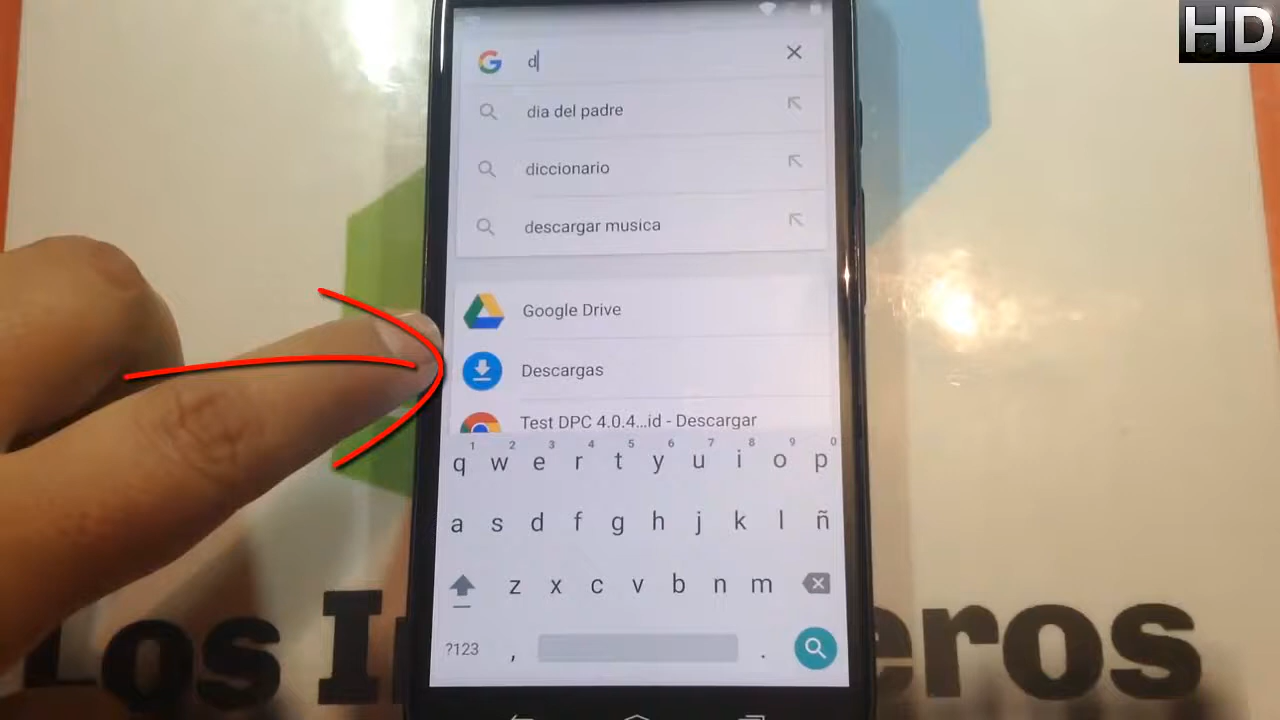 HD
d
dia del padre
diccionario
descargar musica
Google Drive
Descargas
Test DPC 4.0.4...id - Descargar
1 2 3 4 5 6 7 8 9 0
q w e r t y u i o p
a s d f g h j k l ñ
z x c v b n m
?123 , .
Los